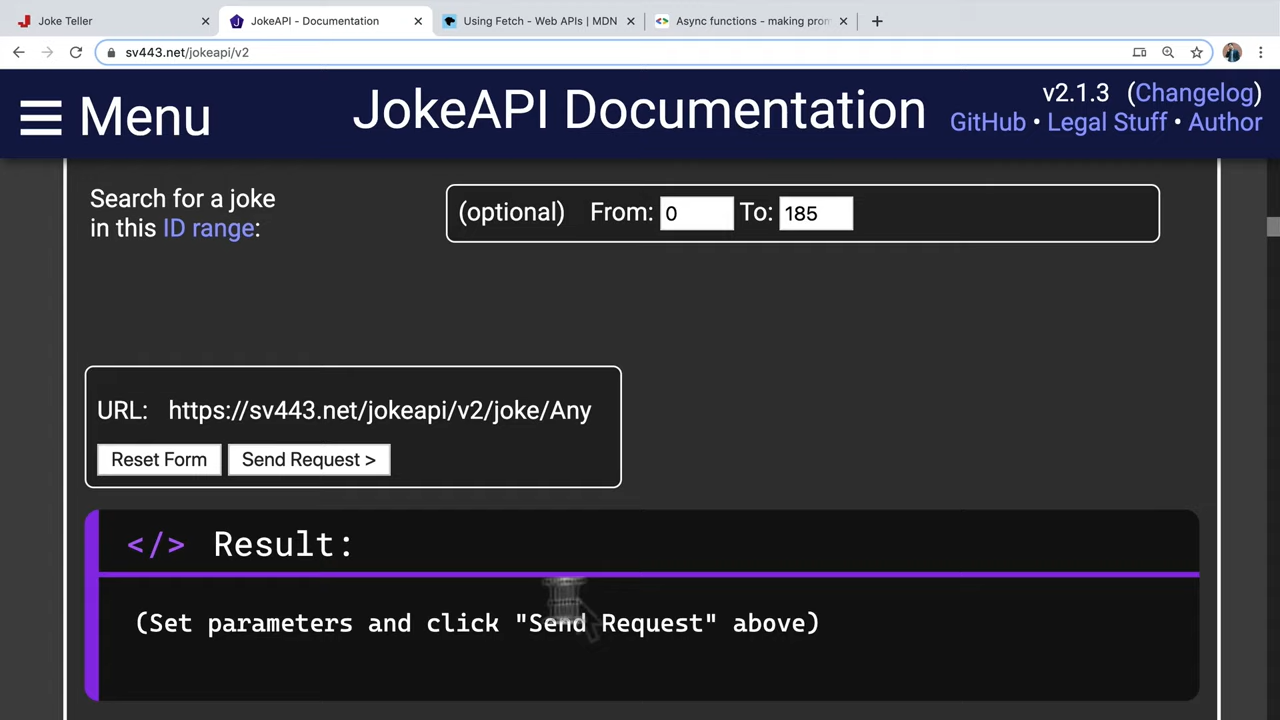 Joke Teller
JokeAPI - Documentation
Using Fetch - Web APIs | MDN
Async functions - making pron
sv443.net/jokeapi/v2
Menu
JokeAPI Documentation
v2.1.3 (Changelog)
GitHub • Legal Stuff • Author
Search for a joke
in this ID range:
(optional) From: 0 To: 185
URL: https://sv443.net/jokeapi/v2/joke/Any
Reset Form
Send Request >
</> Result:
(Set parameters and click "Send Request" above)